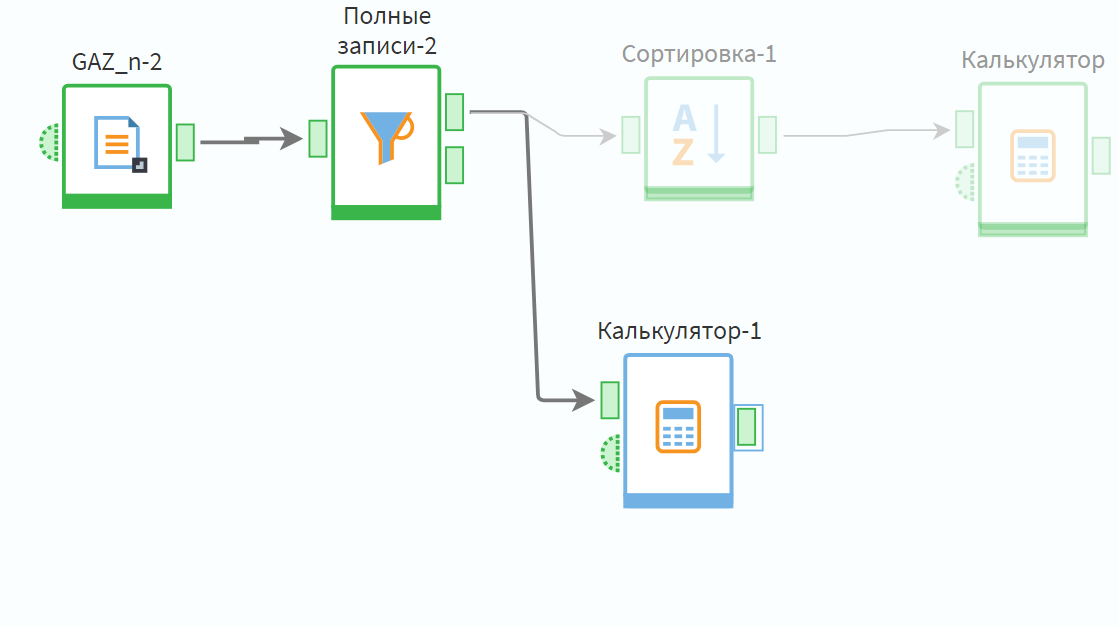 GAZ_n-2
Полные
записи-2
Сортировка-1
Калькулятор
A
Z
Калькулятор-1